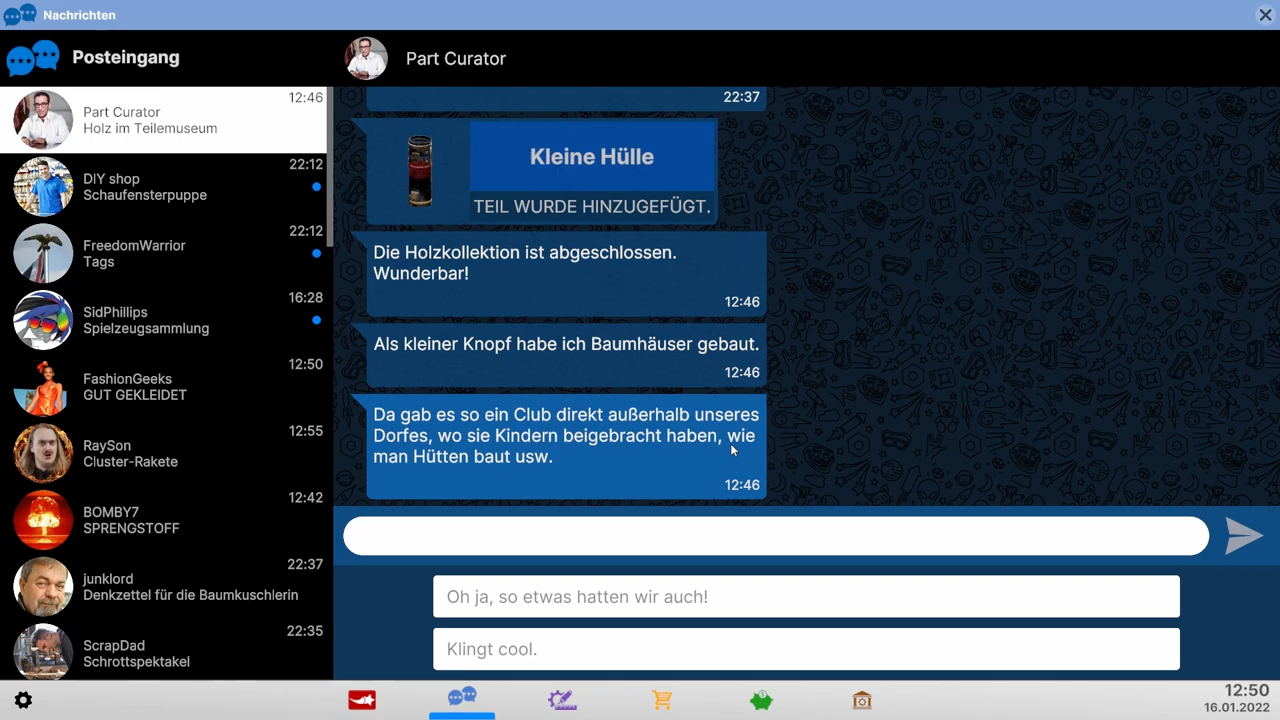 Nachrichten
Posteingang
Part Curator
12:46
Part Curator
Holz im Teilemuseum
22:12
DIY shop
Schaufensterpuppe
22:12
FreedomWarrior
Tags
16:28
SidPhillips
Spielzeugsammlung
12:50
FashionGeeks
GUT GEKLEIDET
12:55
RaySon
Cluster-Rakete
12:42
BOMBY7
SPRENGSTOFF
22:37
junklord
Denkzettel für die Baumkuschlerin
22:35
ScrapDad
Schrottspektakel
22:37
Kleine Hülle
TEIL WURDE HINZUGEFÜGT.
Die Holzkollektion ist abgeschlossen.
Wunderbar!
12:46
Als kleiner Knopf habe ich Baumhäuser gebaut.
12:46
Da gab es so ein Club direkt außerhalb unseres
Dorfes, wo sie Kindern beigebracht haben, wie
man Hütten baut usw.
12:46
Oh ja, so etwas hatten wir auch!
Klingt cool.
12:50
16.01.2022